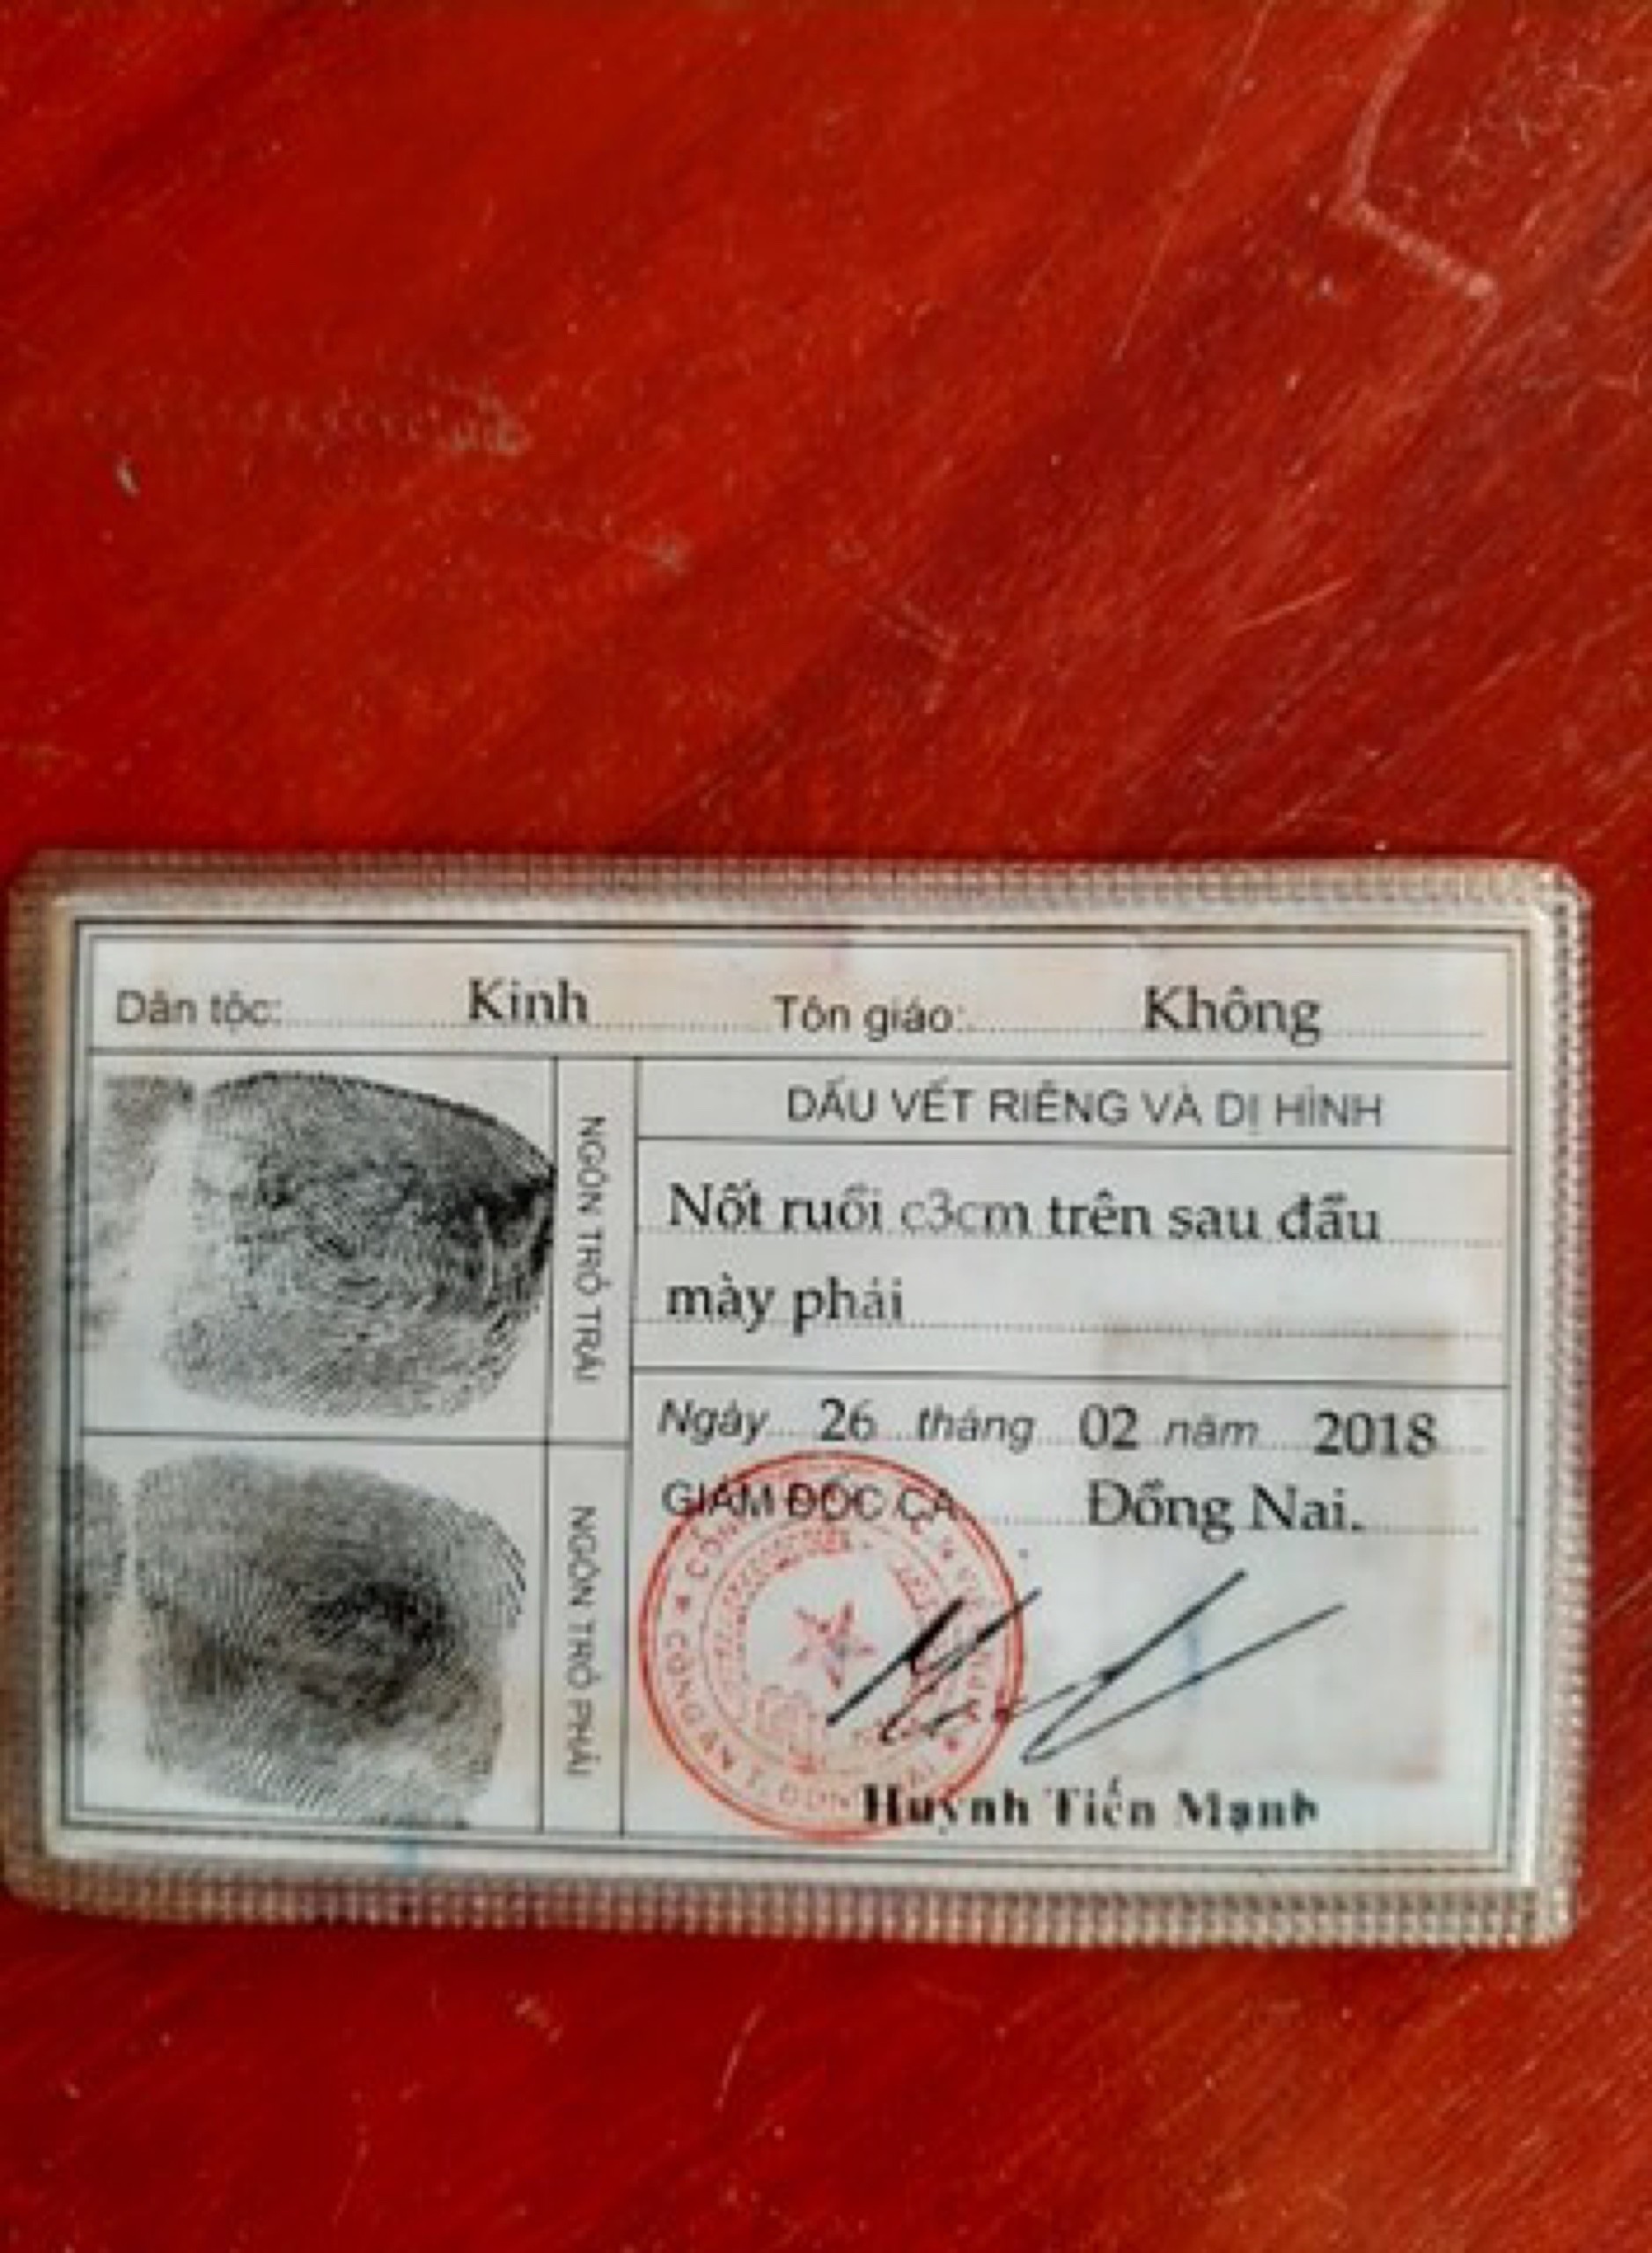 Dân tộc: Kinh Tôn giáo: Không
NGÓN TRỎ TRÁI
DẤU VẾT RIÊNG VÀ DỊ HÌNH
Nốt ruồi c3cm trên sau đầu
mày phải
Ngày 26 tháng 02 năm 2018
GIÁM ĐỐC CA Đồng Nai.
NGÓN TRỎ PHẢI
Huỳnh Tiến Mạnh